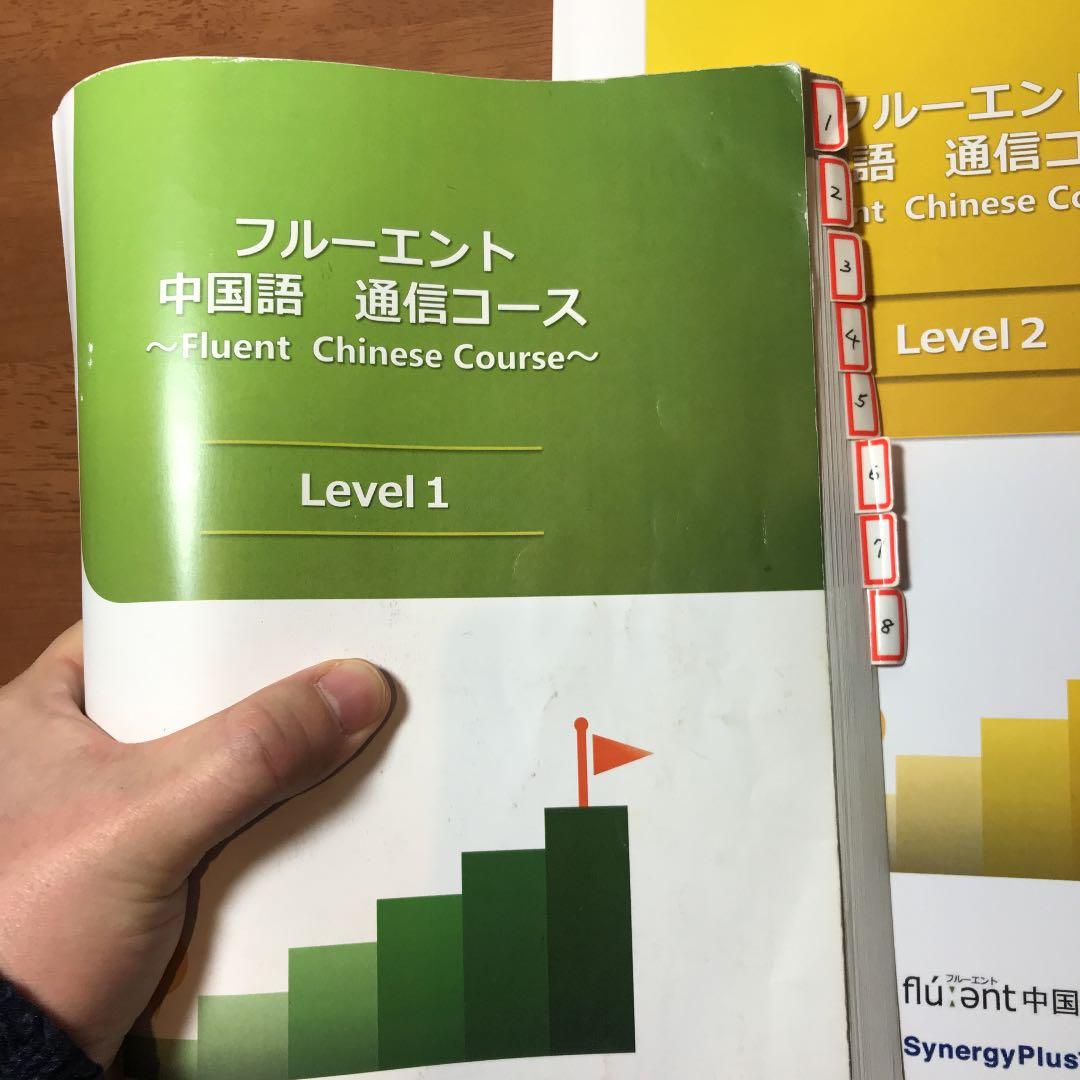 フルーエント
中国語　通信コース
～Fluent Chinese Course～
Level 1
1
2
3
4
5
6
7
8
フルーエン
語　通信コ
nt Chinese Co
Level 2
フルーエント
flú:ənt中国
SynergyPlus